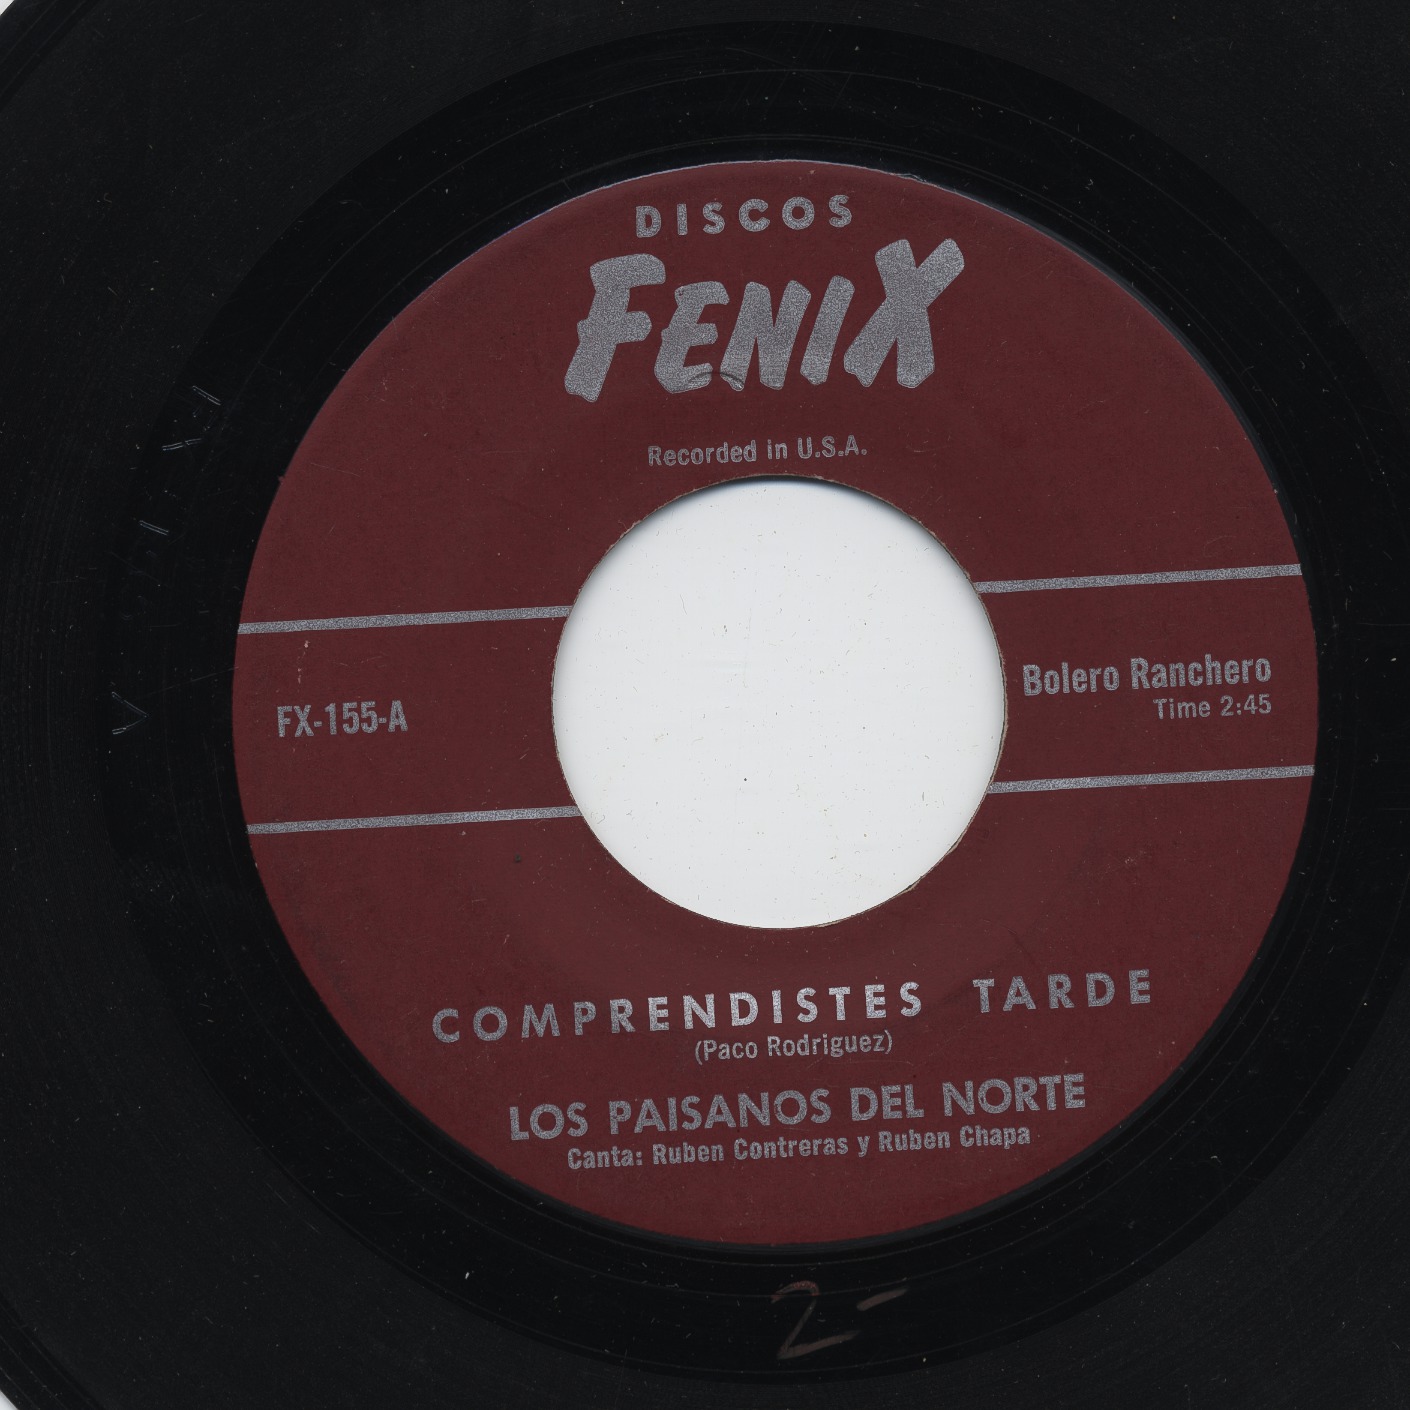 DISCOS
FENIX
Recorded in U.S.A.
FX-155-A
Bolero Ranchero
Time 2:45
COMPRENDISTES TARDE
(Paco Rodriguez)
LOS PAISANOS DEL NORTE
Canta: Ruben Contreras y Ruben Chapa
2-